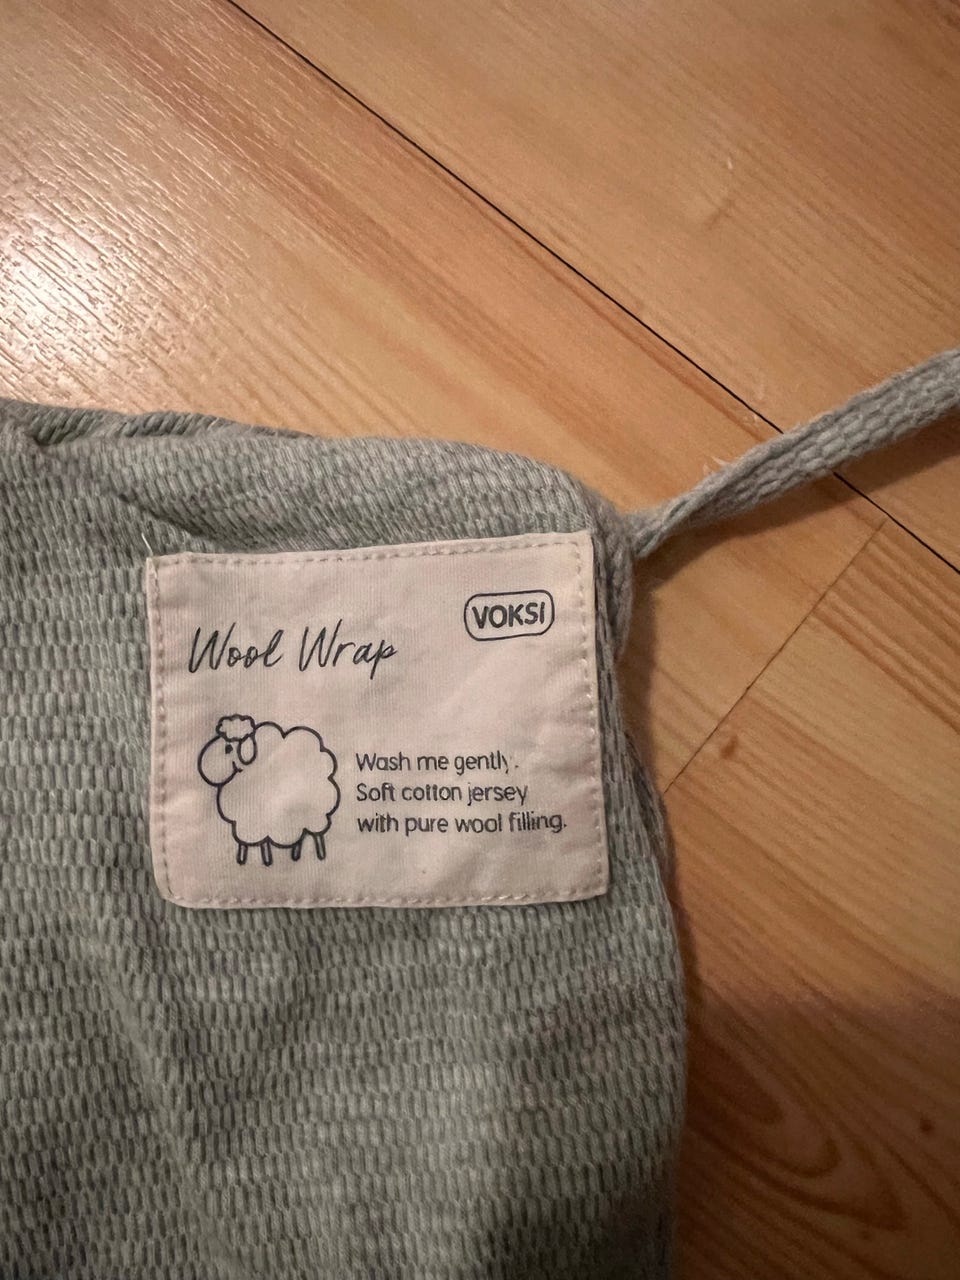 Wool Wrap
VOKSI
Wash me gently.
Soft cotton jersey
with pure wool filling.